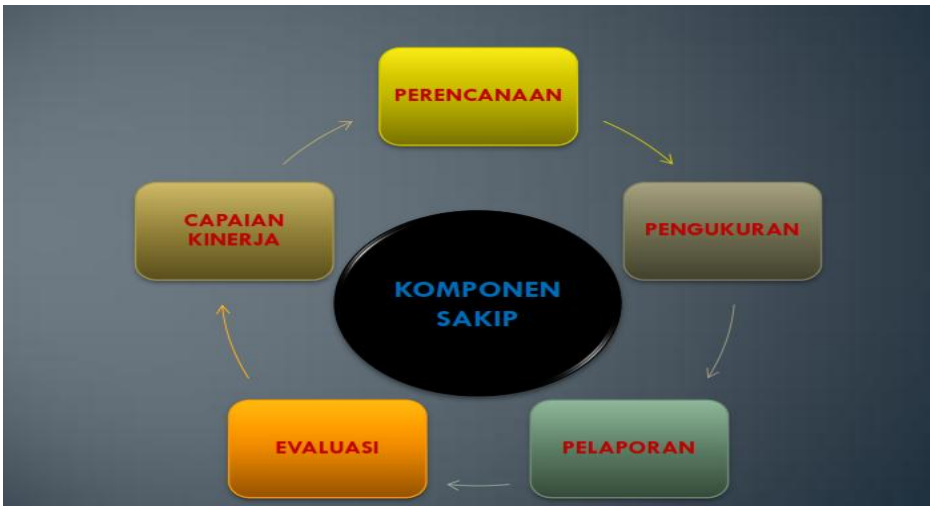 PERENCANAAN
PENGUKURAN
PELAPORAN
EVALUASI
CAPAIAN
KINERJA
KOMPONEN
SAKIP